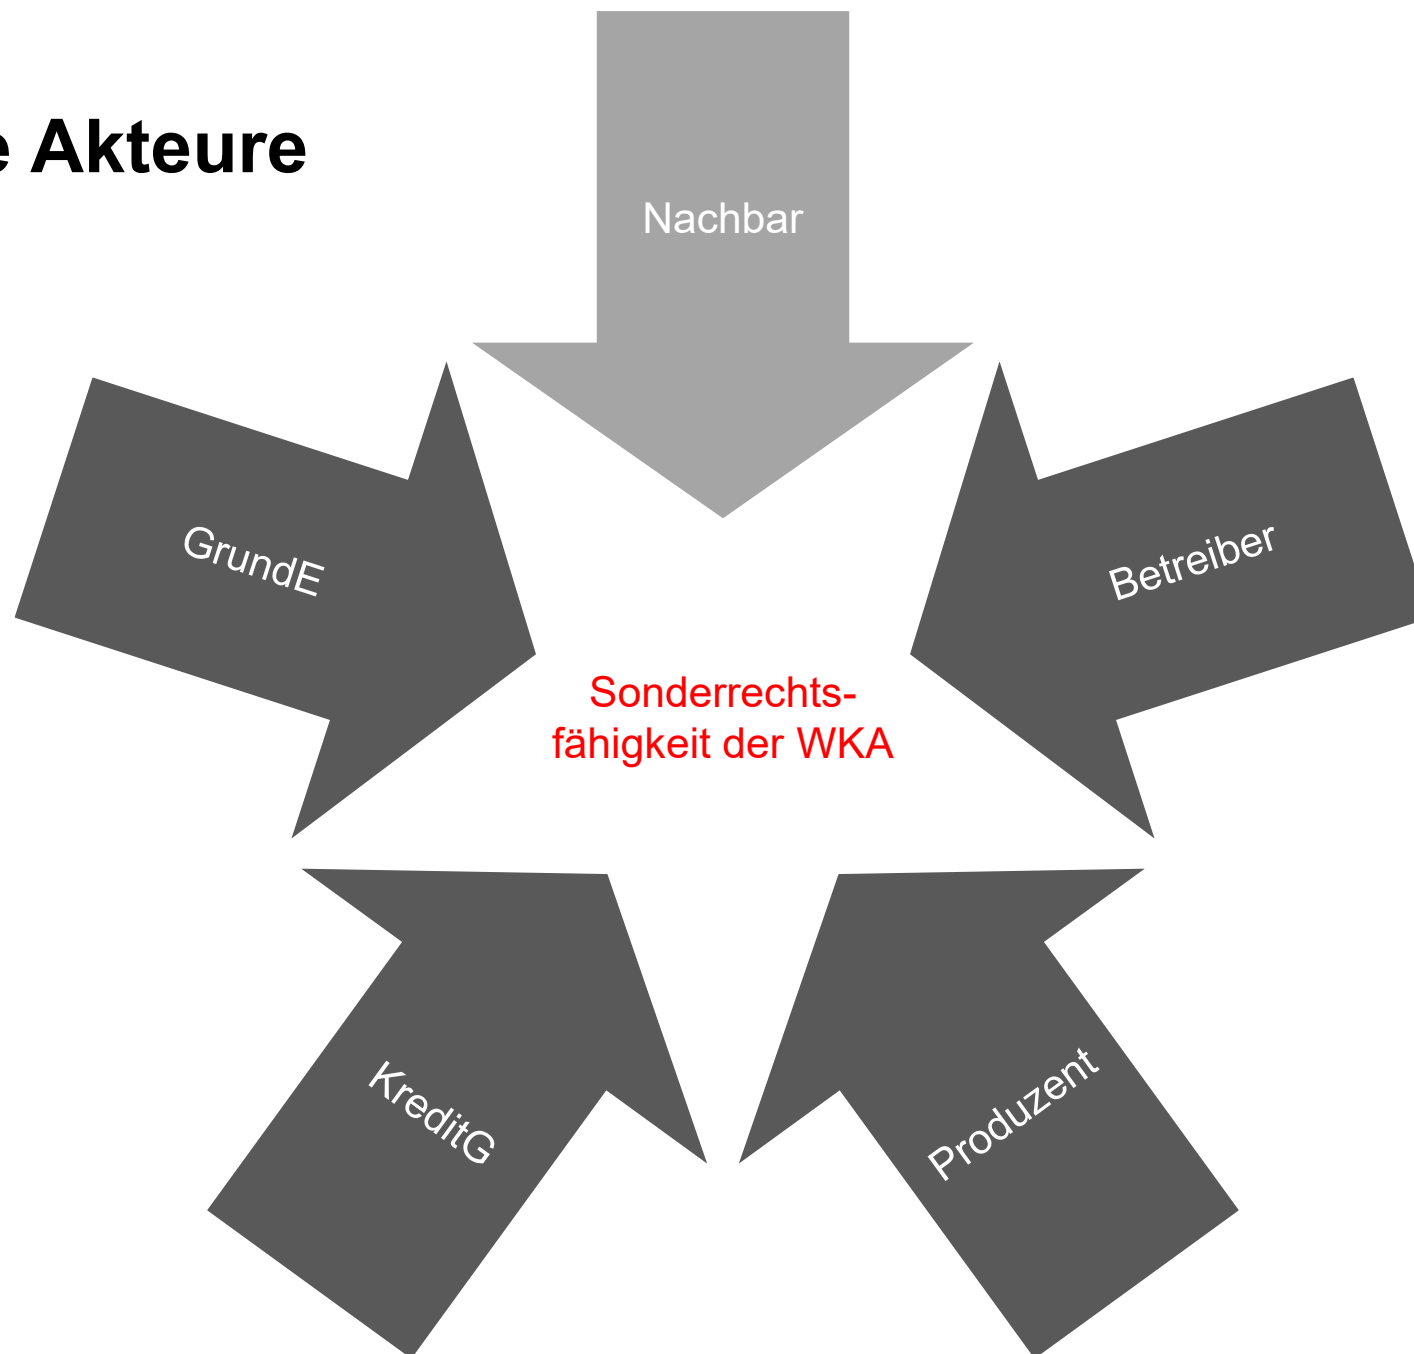 e Akteure
Nachbar
GrundE
Betreiber
Sonderrechts-
fähigkeit der WKA
KreditG
Produzent